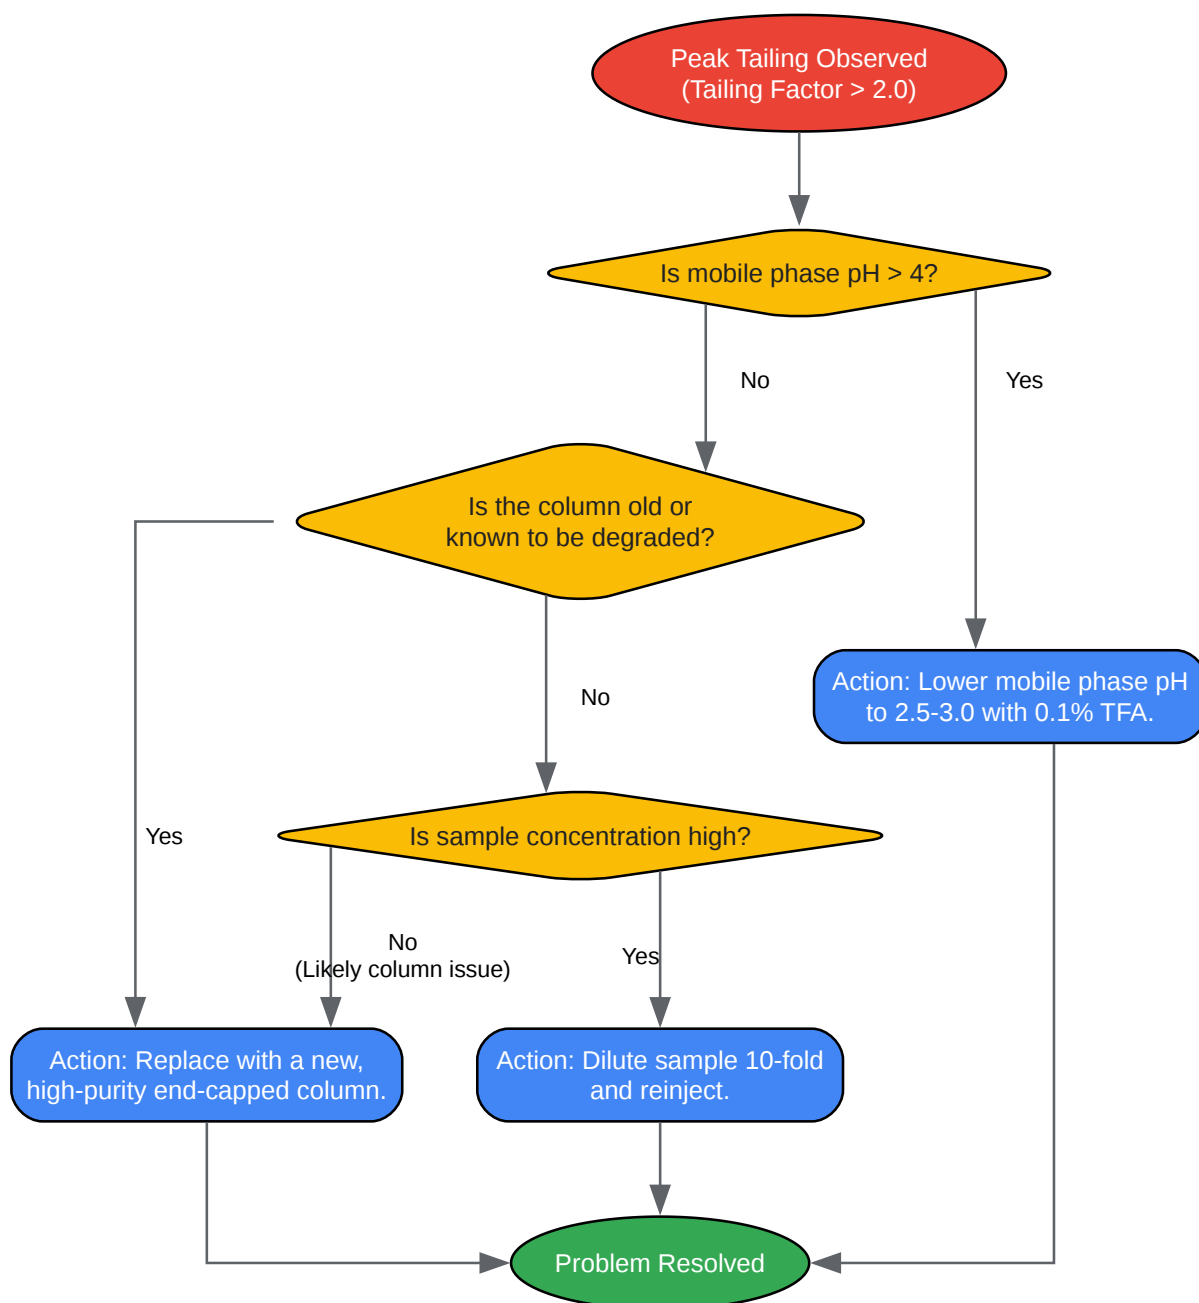 Peak Tailing Observed
(Tailing Factor > 2.0)
Is mobile phase pH > 4?
No
Yes
Is the column old or
known to be degraded?
Action: Lower mobile phase pH
to 2.5-3.0 with 0.1% TFA.
No
Yes
Is sample concentration high?
No
(Likely column issue)
Yes
Action: Replace with a new,
high-purity end-capped column.
Action: Dilute sample 10-fold
and reinject.
Problem Resolved